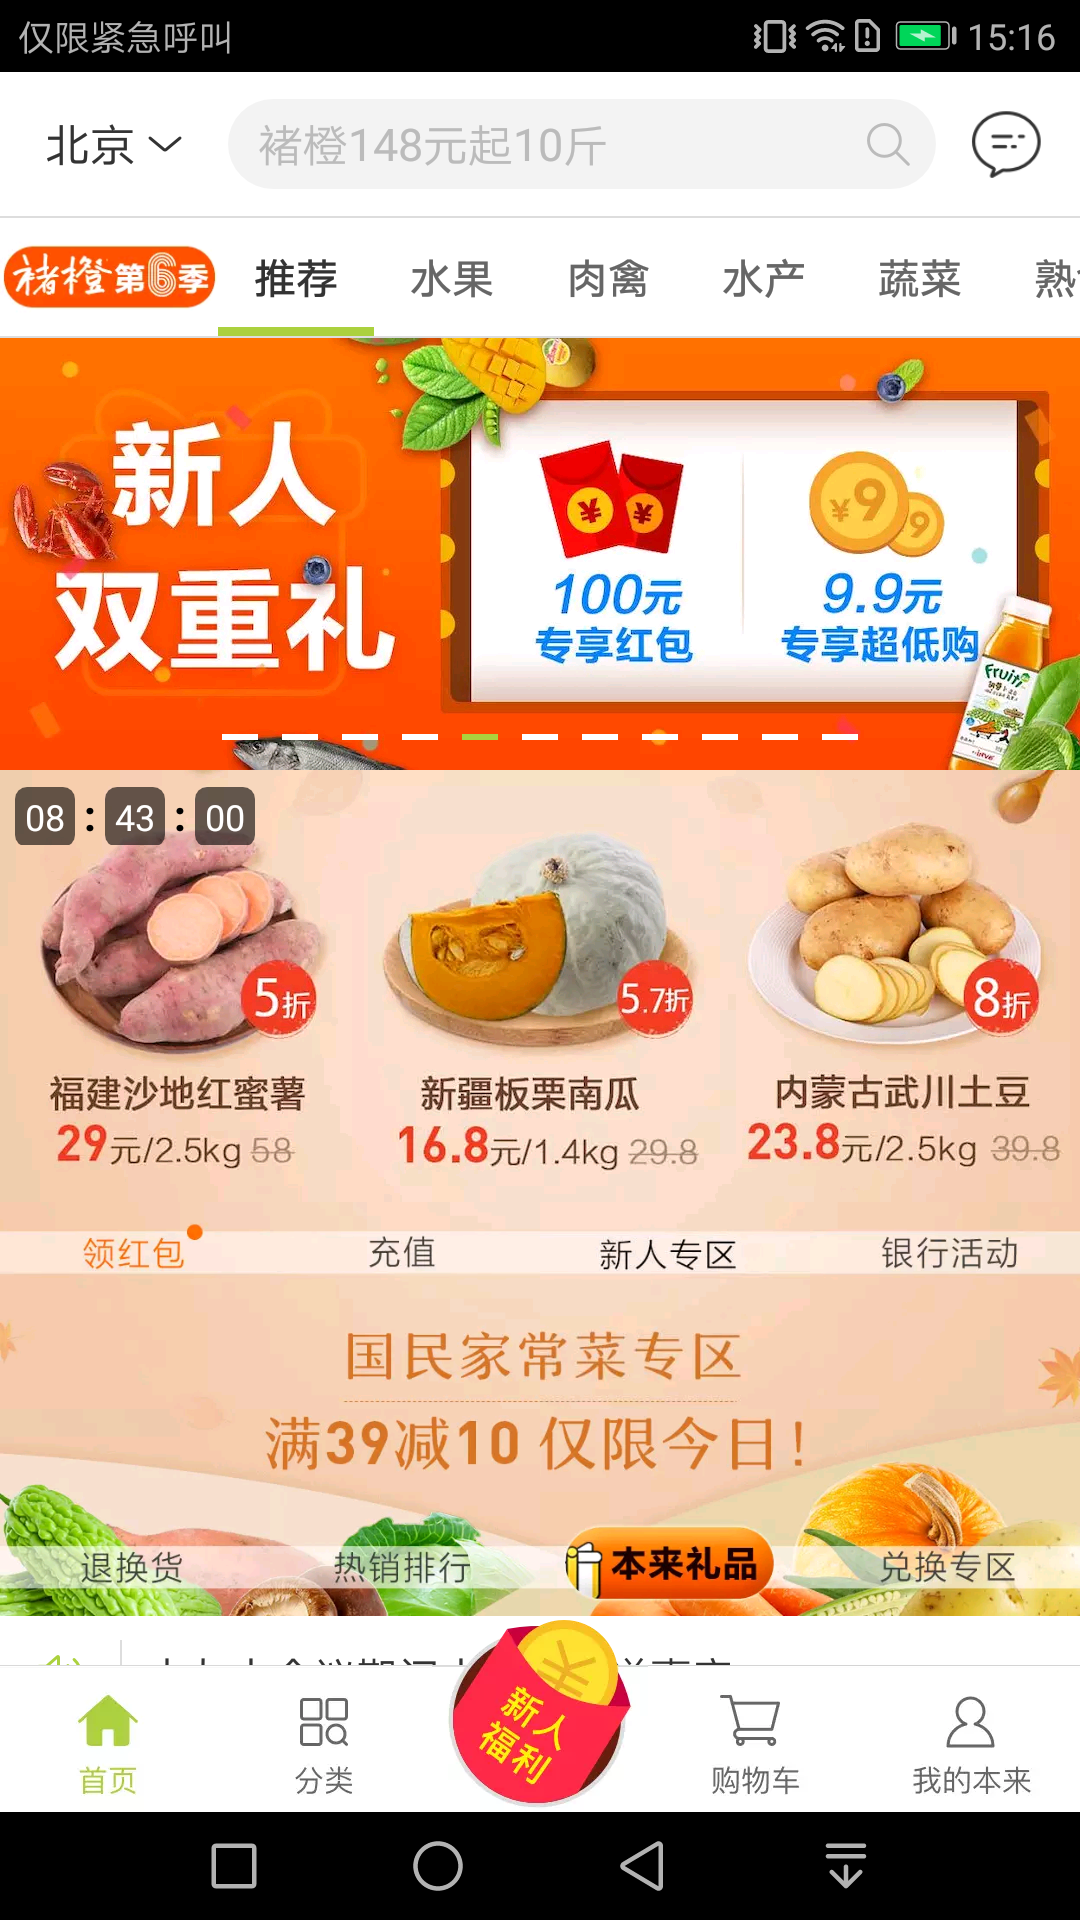 仅限紧急呼叫 15:16
北京 褚橙148元起10斤
褚橙第6季 推荐 水果 肉禽 水产 蔬菜
新人
双重礼
¥ ¥ ¥9 9
100元 9.9元
专享红包 专享超低购
Fruiti
08 : 43 : 00
5折 5.7折 8折
福建沙地红蜜薯 新疆板栗南瓜 内蒙古武川土豆
29元/2.5kg 58 16.8元/1.4kg 29.8 23.8元/2.5kg 39.8
领红包 充值 新人专区 银行活动
国民家常菜专区
满39减10 仅限今日!
退换货 热销排行 本来礼品 兑换专区
新人
福利
首页 分类 购物车 我的本来